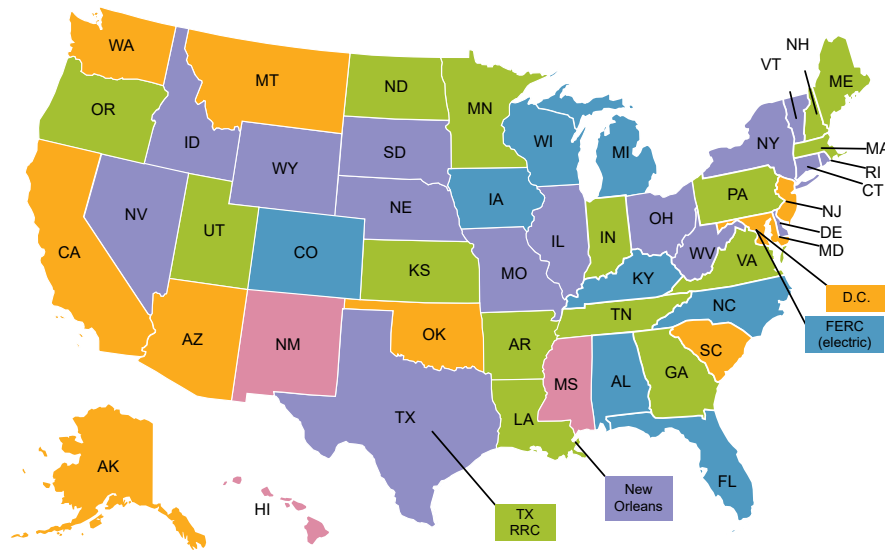 WA
MT
ND
MN
OR
ID
WY
SD
WI
MI
NY
VT
NH
ME
MA
RI
CT
NV
UT
CO
NE
IA
IL
IN
OH
PA
NJ
DE
MD
CA
KS
MO
KY
WV
VA
D.C.
AZ
NM
OK
AR
TN
NC
FERC
(electric)
SC
TX
LA
MS
AL
GA
FL
AK
HI
TX
RRC
New
Orleans